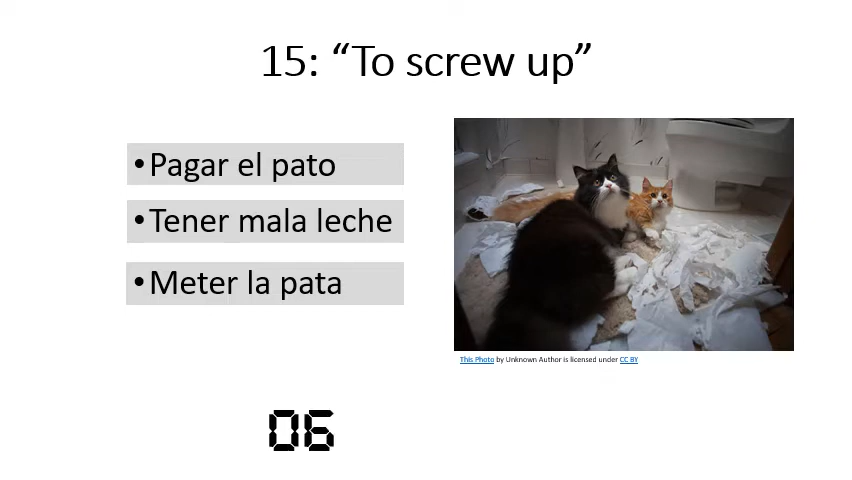 15: “To screw up”
• Pagar el pato
• Tener mala leche
• Meter la pata
This Photo by Unknown Author is licensed under CC BY
06